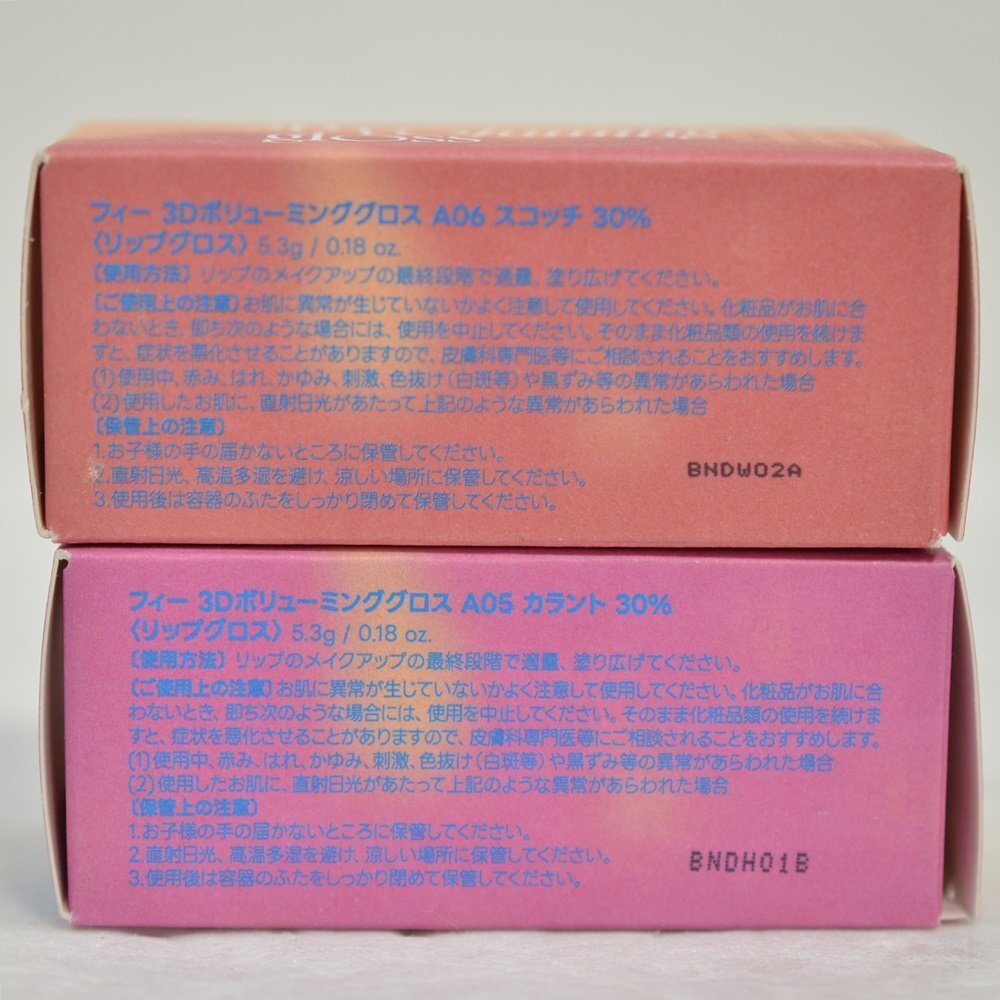 gloss
フィー 3Dボリューミンググロス A06 スコッチ 30%
〈リップグロス〉 5.3g / 0.18 oz.
〔使用方法〕リップのメイクアップの最終段階で適量、塗り広げてください。
〔ご使用上の注意〕お肌に異常が生じていないかよく注意して使用してください。化粧品がお肌に合
わないとき、即ち次のような場合には、使用を中止してください。そのまま化粧品類の使用を続けま
すと、症状を悪化させることがありますので、皮膚科専門医等にご相談されることをおすすめします。
(1)使用中、赤み、はれ、かゆみ、刺激、色抜け(白斑等)や黒ずみ等の異常があらわれた場合
(2)使用したお肌に、直射日光があたって上記のような異常があらわれた場合
〔保管上の注意〕
1.お子様の手の届かないところに保管してください。
2.直射日光、高温多湿を避け、涼しい場所に保管してください。
3.使用後は容器のふたをしっかり閉めて保管してください。
BNDW02A
フィー 3Dボリューミンググロス A05 カラント 30%
〈リップグロス〉 5.3g / 0.18 oz.
〔使用方法〕リップのメイクアップの最終段階で適量、塗り広げてください。
〔ご使用上の注意〕お肌に異常が生じていないかよく注意して使用してください。化粧品がお肌に合
わないとき、即ち次のような場合には、使用を中止してください。そのまま化粧品類の使用を続けま
すと、症状を悪化させることがありますので、皮膚科専門医等にご相談されることをおすすめします。
(1)使用中、赤み、はれ、かゆみ、刺激、色抜け(白斑等)や黒ずみ等の異常があらわれた場合
(2)使用したお肌に、直射日光があたって上記のような異常があらわれた場合
〔保管上の注意〕
1.お子様の手の届かないところに保管してください。
2.直射日光、高温多湿を避け、涼しい場所に保管してください。
3.使用後は容器のふたをしっかり閉めて保管してください。
BNDH01B